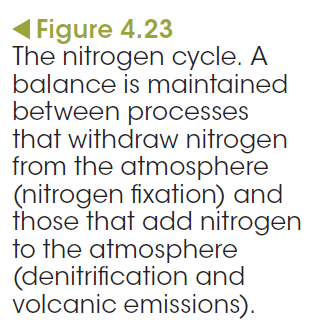 ◀ Figure 4.23
The nitrogen cycle. A
balance is maintained
between processes
that withdraw nitrogen
from the atmosphere
(nitrogen fixation) and
those that add nitrogen
to the atmosphere
(denitrification and
volcanic emissions).